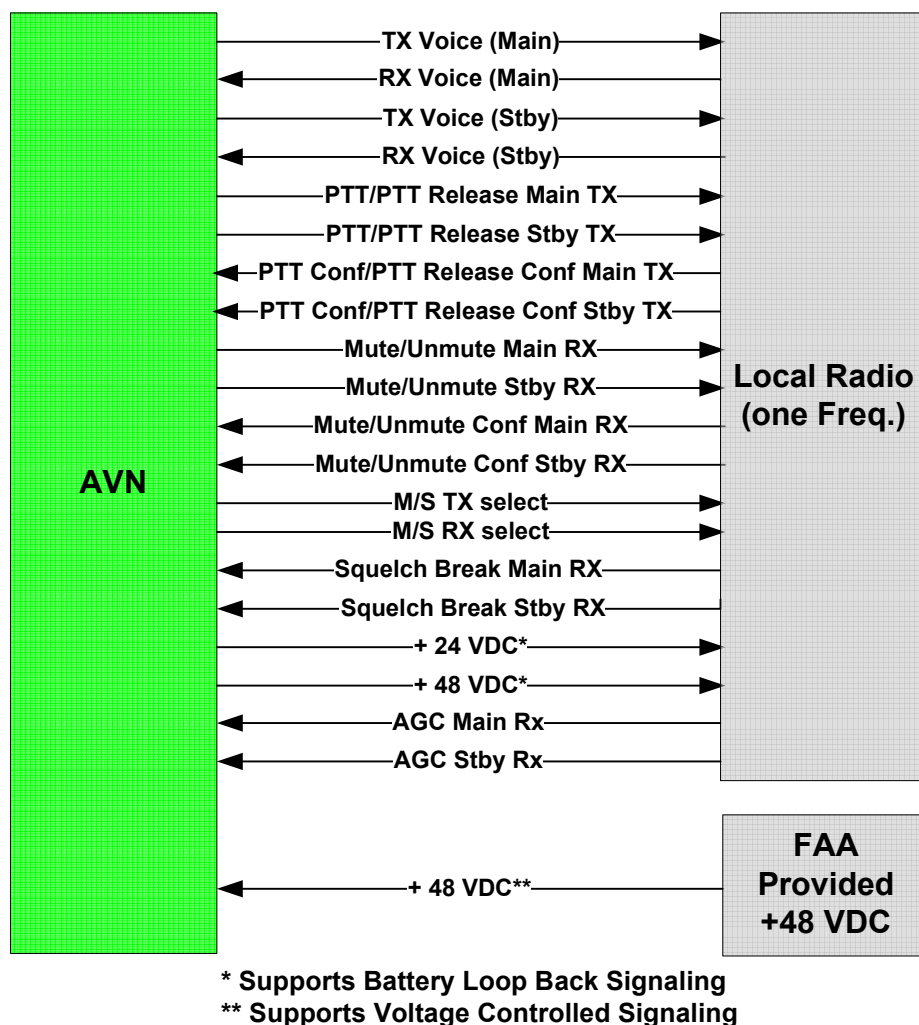 TX Voice (Main)
RX Voice (Main)
TX Voice (Stby)
RX Voice (Stby)
PTT/PTT Release Main TX
PTT/PTT Release Stby TX
PTT Conf/PTT Release Conf Main TX
PTT Conf/PTT Release Conf Stby TX
Mute/Unmute Main RX
Mute/Unmute Stby RX
Mute/Unmute Conf Main RX
Mute/Unmute Conf Stby RX
AVN
Local Radio
(one Freq.)
M/S TX select
M/S RX select
Squelch Break Main RX
Squelch Break Stby RX
+ 24 VDC*
+ 48 VDC*
AGC Main Rx
AGC Stby Rx
+ 48 VDC**
FAA
Provided
+48 VDC
* Supports Battery Loop Back Signaling
** Supports Voltage Controlled Signaling